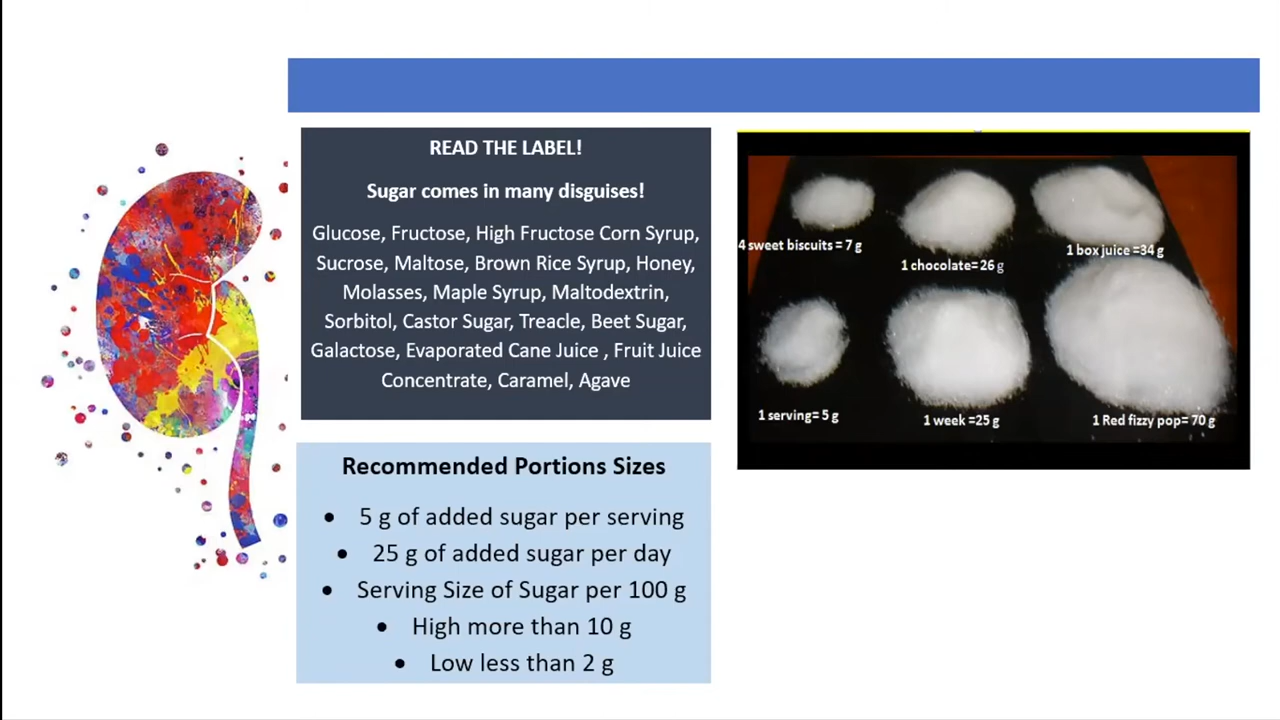 READ THE LABEL!
Sugar comes in many disguises!
Glucose, Fructose, High Fructose Corn Syrup,
Sucrose, Maltose, Brown Rice Syrup, Honey,
Molasses, Maple Syrup, Maltodextrin,
Sorbitol, Castor Sugar, Treacle, Beet Sugar,
Galactose, Evaporated Cane Juice , Fruit Juice
Concentrate, Caramel, Agave
Recommended Portions Sizes
• 5 g of added sugar per serving
• 25 g of added sugar per day
• Serving Size of Sugar per 100 g
• High more than 10 g
• Low less than 2 g
4 sweet biscuits = 7 g
1 chocolate= 26 g
1 box juice =34 g
1 serving= 5 g
1 week =25 g
1 Red fizzy pop= 70 g